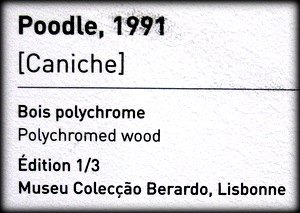 Poodle, 1991
[Caniche]
Bois polychrome
Polychromed wood
Édition 1/3
Museu Colecção Berardo, Lisbonne